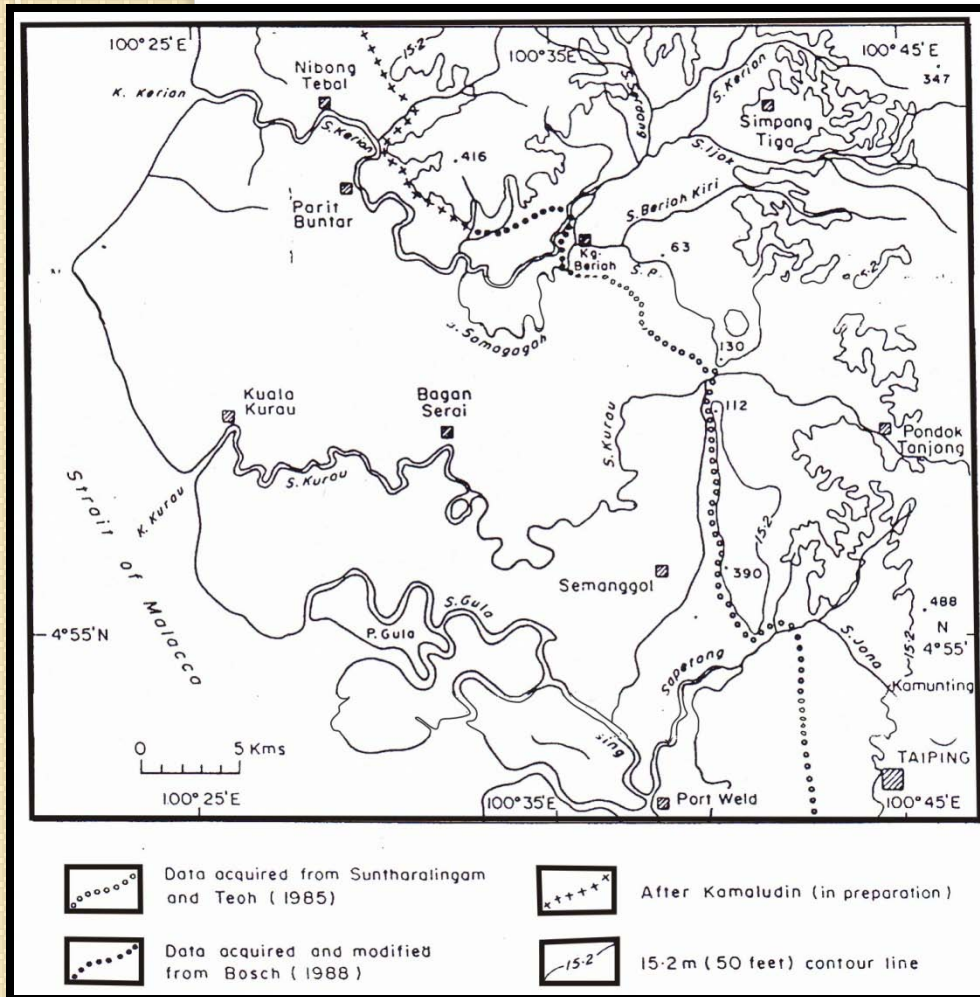 100° 25' E
100° 35' E
100° 45' E
15·2
347
K. Kerian
Nibong
Tebal
S. Kerian
Simpang
Tiga
S. Kerian
416
S. Ijok
Parit
Buntar
S. Beriah Kiri
Kg.
Beriah
63
S. P.
15·2
S. Samagagah
130
Kuala
Kurau
Bagan
Serai
112
S. Kurau
Pondok
Tanjong
S. Kurau
K. Kurau
15·2
Strait of Malacca
Semanggol
390
488
4° 55' N
P. Gula
S. Gula
N
4° 55'
S. Jana
15·2
Kamunting
Sapetang
0 5 Kms
TAIPING
100° 25' E
100° 35' E
Port Weld
100° 45' E
Data acquired from Suntharalingam
and Teoh (1985)
After Kamaludin (in preparation)
Data acquired and modified
from Bosch (1988)
15·2
15·2 m (50 feet) contour line